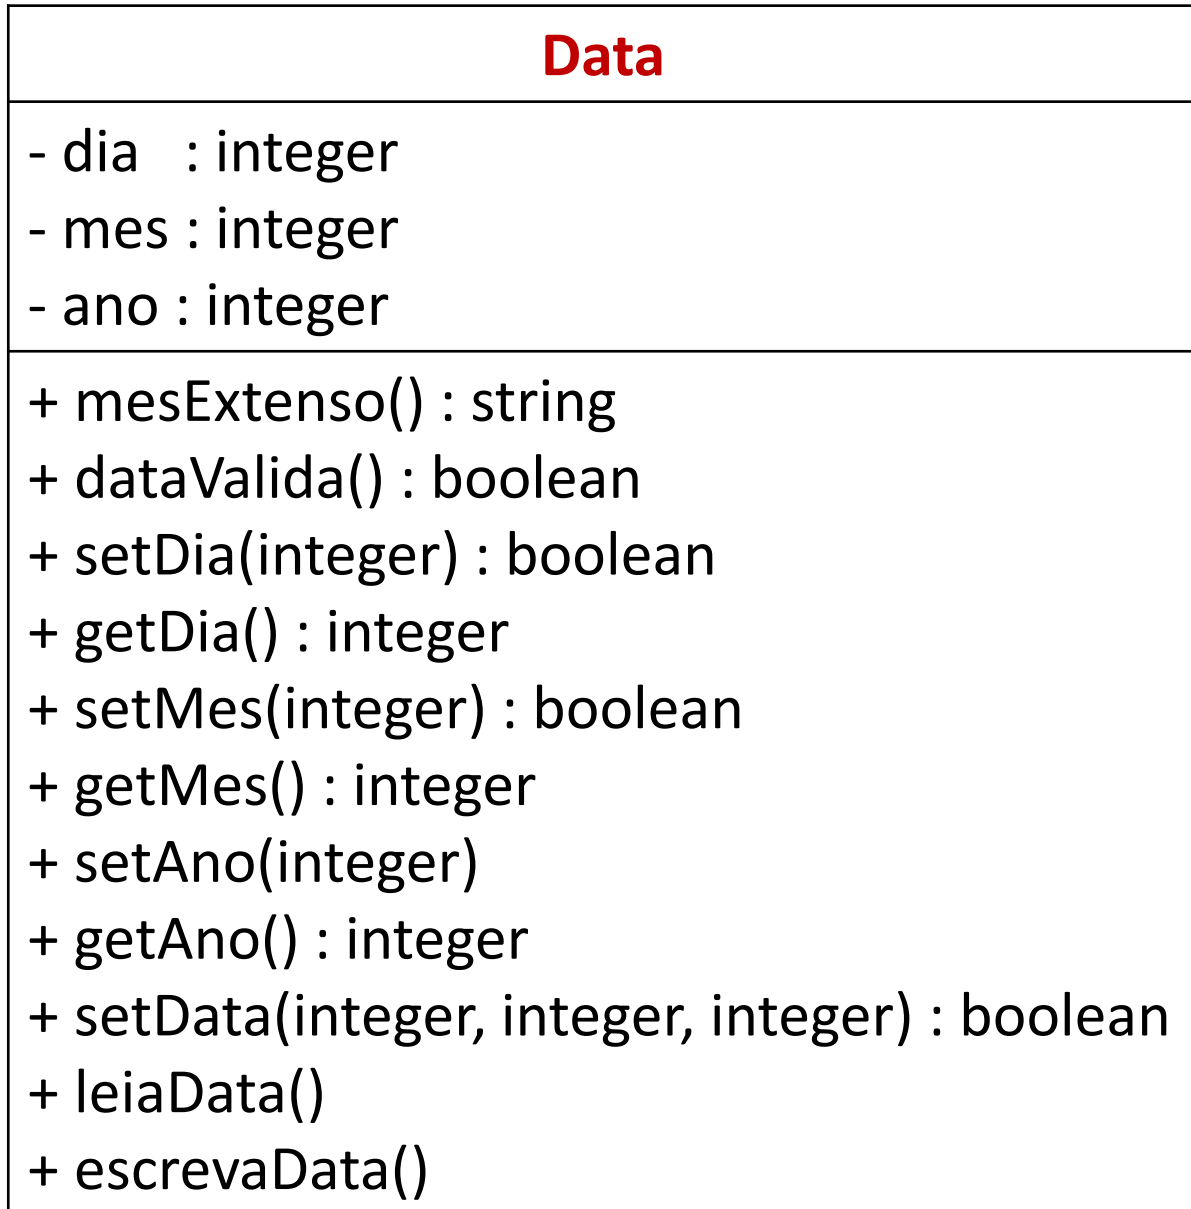 Data
- dia : integer
- mes : integer
- ano : integer
+ mesExtenso() : string
+ dataValida() : boolean
+ setDia(integer) : boolean
+ getDia() : integer
+ setMes(integer) : boolean
+ getMes() : integer
+ setAno(integer)
+ getAno() : integer
+ setData(integer, integer, integer) : boolean
+ leiaData()
+ escrevaData()